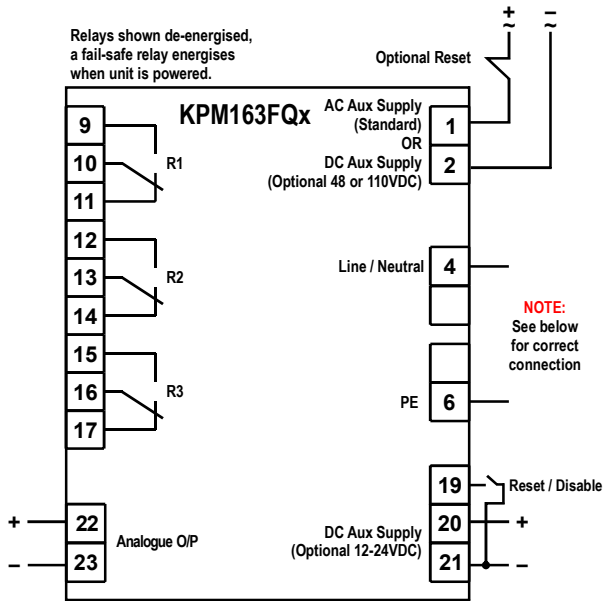 Relays shown de-energised,
a fail-safe relay energises
when unit is powered.
+
~
−
~
Optional Reset
KPM163FQx
AC Aux Supply
(Standard)
OR
DC Aux Supply
(Optional 48 or 110VDC)
1
2
9
10
11
R1
12
13
14
R2
15
16
17
R3
Line / Neutral
4
NOTE:
See below
for correct
connection
PE
6
19
Reset / Disable
20
+
21
−
DC Aux Supply
(Optional 12-24VDC)
+
22
−
23
Analogue O/P